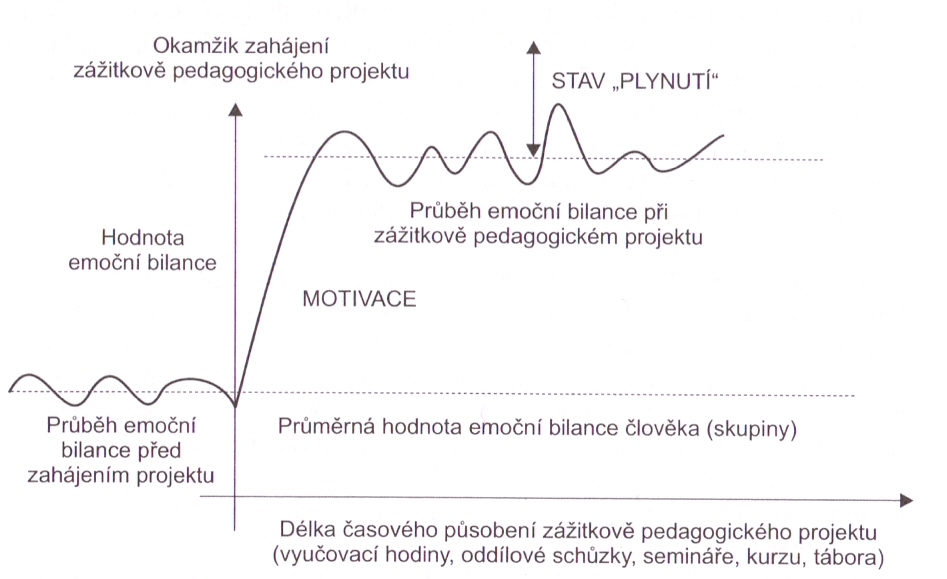 Okamžik zahájení
zážitkově pedagogického projektu
STAV „PLYNUTÍ“
Průběh emoční bilance při
zážitkově pedagogickém projektu
Hodnota
emoční bilance
MOTIVACE
Průběh emoční
bilance před
zahájením projektu
Průměrná hodnota emoční bilance člověka (skupiny)
Délka časového působení zážitkově pedagogického projektu
(vyučovací hodiny, oddílové schůzky, semináře, kurzu, tábora)